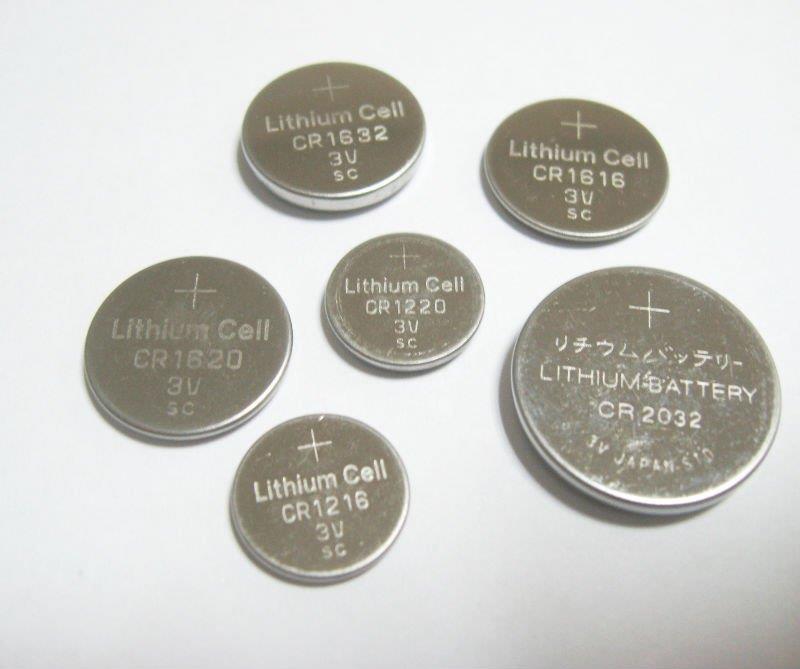 +
Lithium Cell
CR1632
3V
SC
+
Lithium Cell
CR1616
3V
SC
+
Lithium Cell
CR1220
3V
SC
+
Lithium Cell
CR1620
3V
SC
+
リチウムバッテリー
LITHIUM BATTERY
CR 2032
3V JAPAN STD
+
Lithium Cell
CR1216
3V
SC